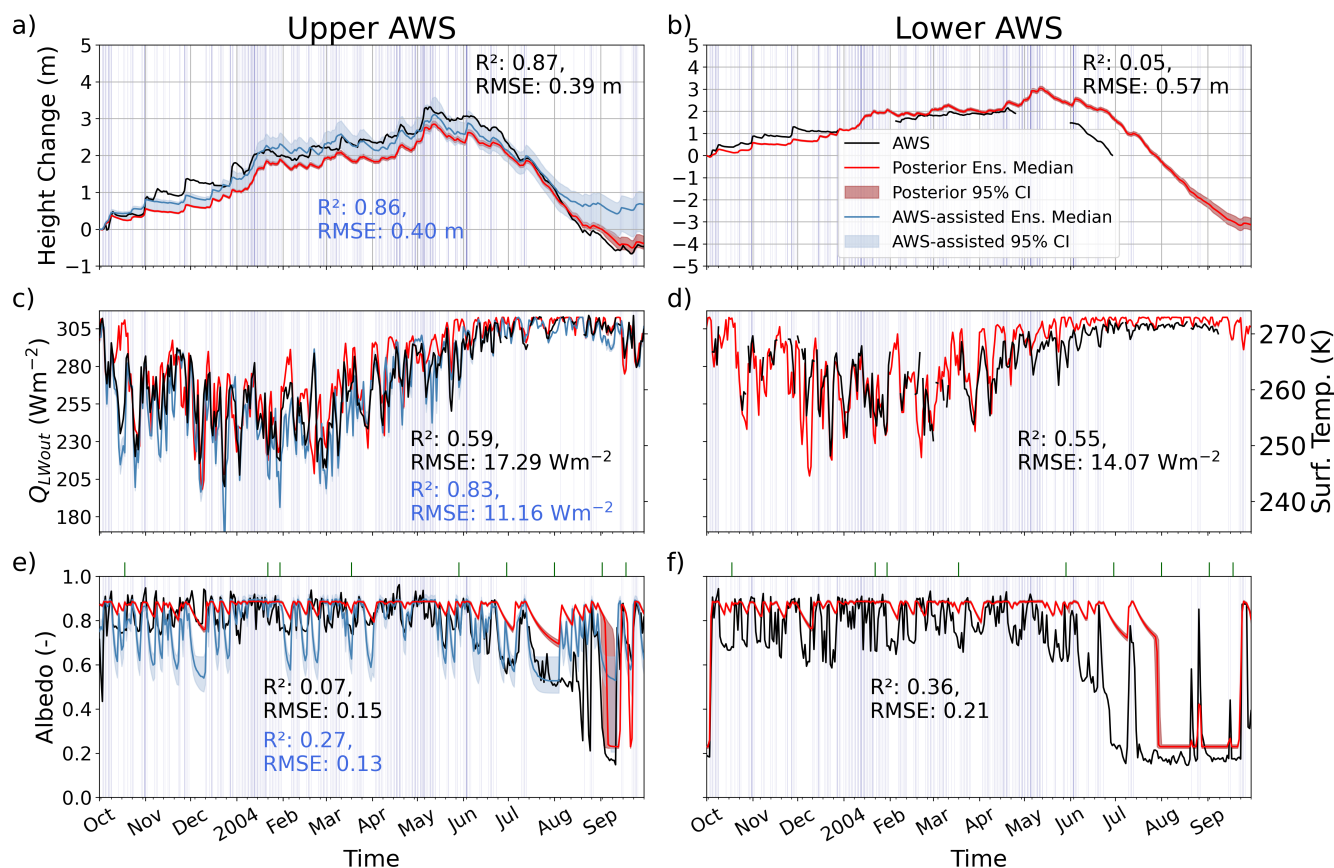 Upper AWS
Lower AWS
a)
b)
Height Change (m)
5
4
3
2
1
0
−1
R²: 0.87,
RMSE: 0.39 m
R²: 0.86,
RMSE: 0.40 m
5
4
3
2
1
0
−1
−2
−3
−4
−5
R²: 0.05,
RMSE: 0.57 m
AWS
Posterior Ens. Median
Posterior 95% CI
AWS-assisted Ens. Median
AWS-assisted 95% CI
c)
d)
Q_LWout (Wm⁻²)
305
280
255
230
205
180
R²: 0.59,
RMSE: 17.29 Wm⁻²
R²: 0.83,
RMSE: 11.16 Wm⁻²
R²: 0.55,
RMSE: 14.07 Wm⁻²
270
260
250
240
Surf. Temp. (K)
e)
f)
Albedo (-)
1.0
0.8
0.6
0.4
0.2
0.0
R²: 0.07,
RMSE: 0.15
R²: 0.27,
RMSE: 0.13
R²: 0.36,
RMSE: 0.21
Oct Nov Dec 2004 Feb Mar Apr May Jun Jul Aug Sep
Oct Nov Dec 2004 Feb Mar Apr May Jun Jul Aug Sep
Time
Time